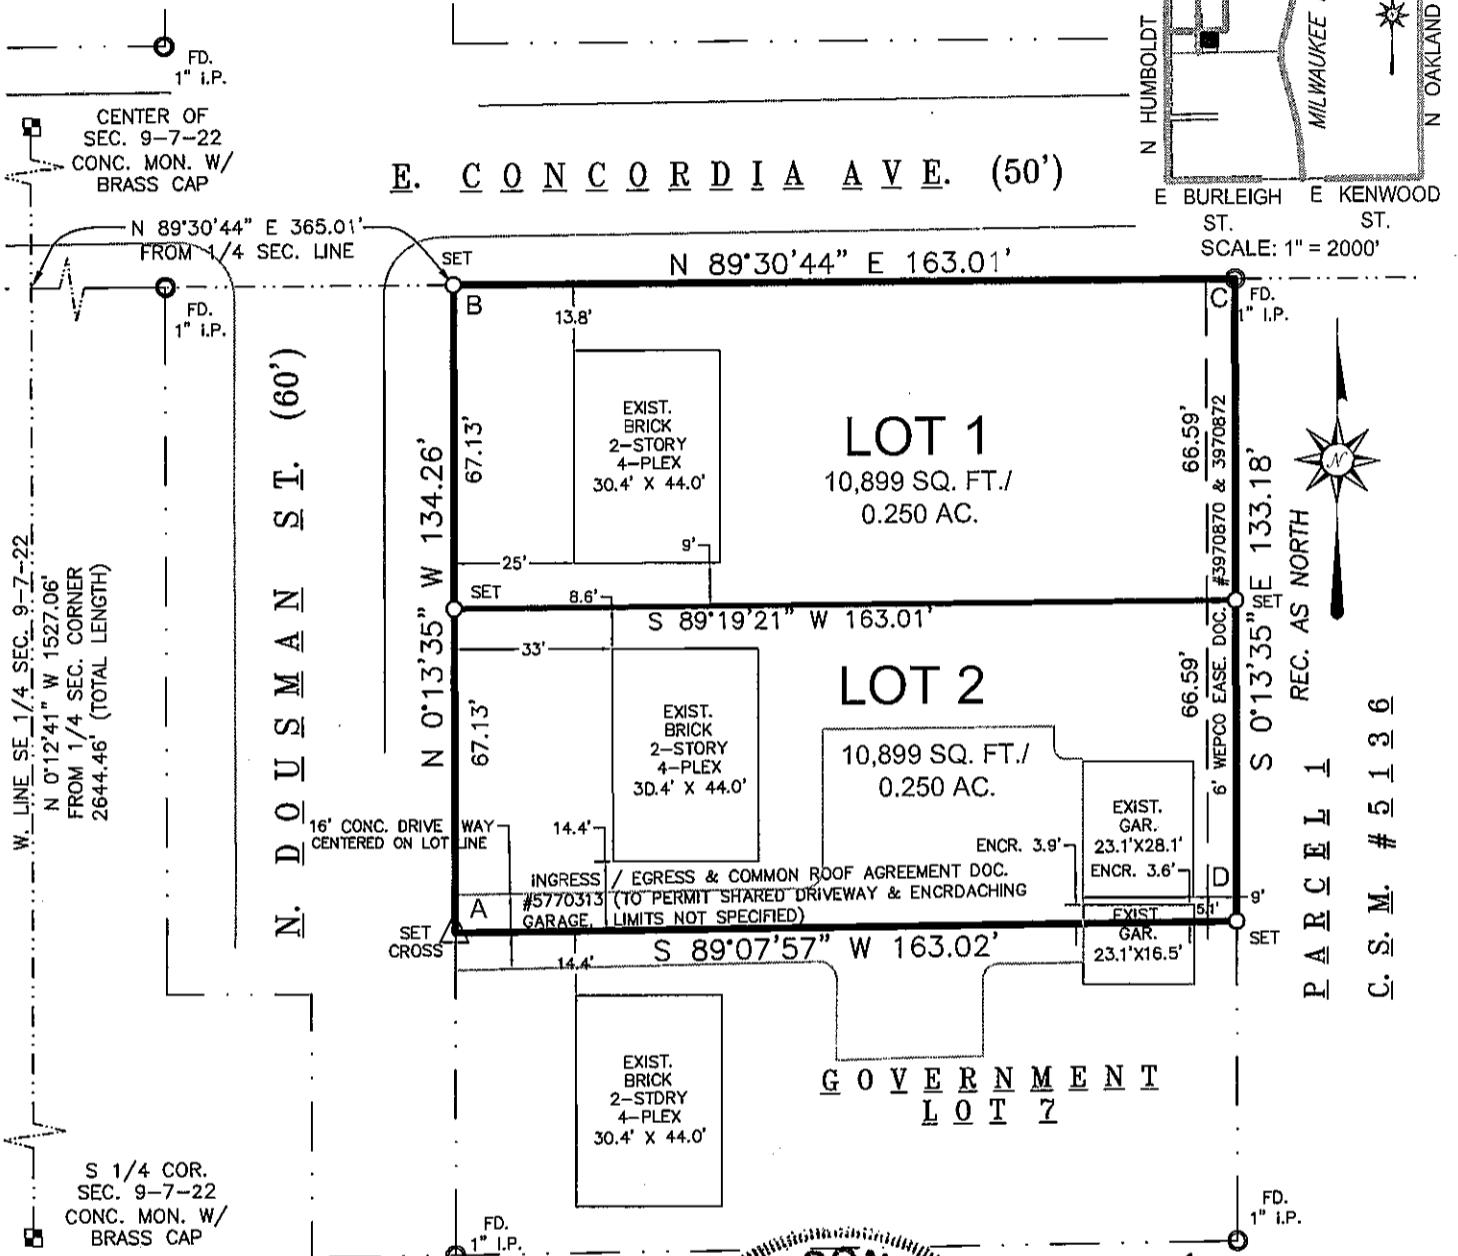 FD.
1" I.P.
CENTER OF
SEC. 9-7-22
CONC. MON. W/
BRASS CAP
E. CONCORDIA AVE. (50')
N HUMBOLDT
MILWAUKEE
N OAKLAND
E BURLEIGH
ST.
E KENWOOD
ST.
SCALE: 1" = 2000'
N 89°30'44" E 365.01'
FROM 1/4 SEC. LINE
SET
N 89°30'44" E 163.01'
FD.
1" I.P.
B
C
FD.
1" I.P.
13.8'
N. DOUSMAN ST. (60')
N 0°13'35" W 134.26'
67.13'
EXIST.
BRICK
2-STORY
4-PLEX
30.4' X 44.0'
LOT 1
10,899 SQ. FT./
0.250 AC.
66.59'
#3970870 & 3970872
S 0°13'35" E 133.18'
REC. AS NORTH
N
25'
9'
SET
8.6'
S 89°19'21" W 163.01'
SET
W. LINE SE 1/4 SEC. 9-7-22
N 0°12'41" W 1527.06'
FROM 1/4 SEC. CORNER
2644.46' (TOTAL LENGTH)
33'
67.13'
EXIST.
BRICK
2-STORY
4-PLEX
30.4' X 44.0'
LOT 2
10,899 SQ. FT./
0.250 AC.
66.59'
6' WEPCO EASE. DOC.
PARCEL 1
C.S.M. #5136
16' CONC. DRIVE WAY
CENTERED ON LOT LINE
14.4'
EXIST.
GAR.
23.1'X28.1'
ENCR. 3.9'
ENCR. 3.6'
INGRESS / EGRESS & COMMON ROOF AGREEMENT DOC.
#5770313 (TO PERMIT SHARED DRIVEWAY & ENCROACHING
GARAGE, LIMITS NOT SPECIFIED)
A
D
9'
5.1'
SET
CROSS
S 89°07'57" W 163.02'
EXIST
GAR.
23.1'X16.5'
SET
14.4'
EXIST.
BRICK
2-STORY
4-PLEX
30.4' X 44.0'
GOVERNMENT
LOT 7
S 1/4 COR.
SEC. 9-7-22
CONC. MON. W/
BRASS CAP
FD.
1" I.P.
FD.
1" I.P.